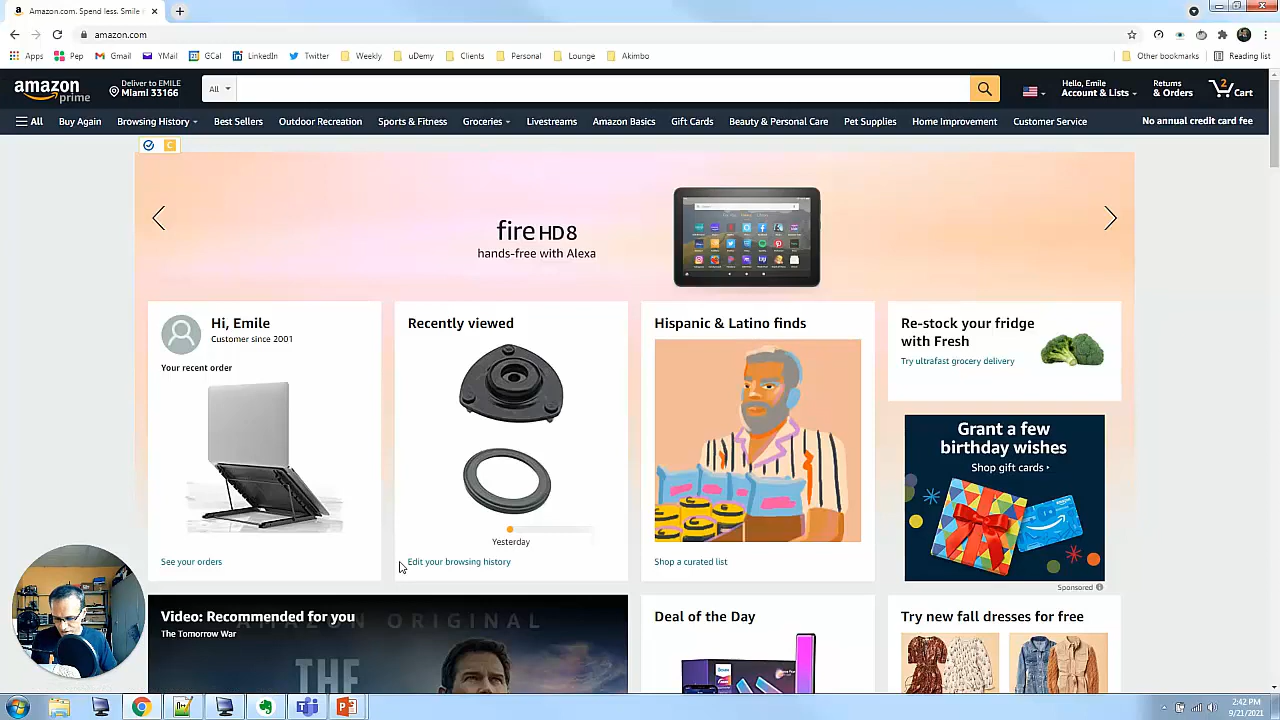 Amazon.com. Spend less. Smile
amazon.com
Apps Pep Gmail YMail GCal LinkedIn Twitter Weekly uDemy Clients Personal Lounge Akimbo Other bookmarks Reading list
amazon prime
Deliver to EMILE
Miami 33166
All
Hello, Emile
Account & Lists
Returns
& Orders
2
Cart
All Buy Again Browsing History Best Sellers Outdoor Recreation Sports & Fitness Groceries Livestreams Amazon Basics Gift Cards Beauty & Personal Care Pet Supplies Home Improvement Customer Service No annual credit card fee
C
fire HD8
hands-free with Alexa
Hi, Emile
Customer since 2001
Your recent order
See your orders
Recently viewed
Yesterday
Edit your browsing history
Hispanic & Latino finds
Shop a curated list
Re-stock your fridge
with Fresh
Try ultrafast grocery delivery
Grant a few
birthday wishes
Shop gift cards
Sponsored
Video: Recommended for you
The Tomorrow War
AMAZON ORIGINAL
THE
Deal of the Day
Try new fall dresses for free
2:42 PM
9/21/2021